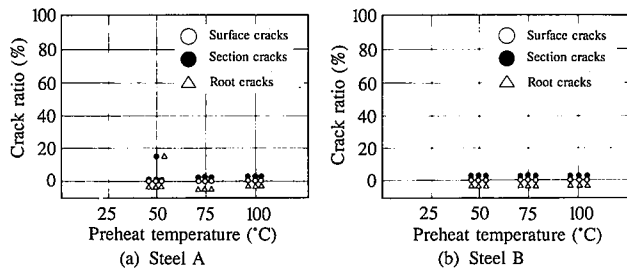 100
80
60
40
20
0
Crack ratio (%)
○ Surface cracks
● Section cracks
△ Root cracks
25 50 75 100
Preheat temperature (°C)
(a) Steel A
100
80
60
40
20
0
Crack ratio (%)
○ Surface cracks
● Section cracks
△ Root cracks
25 50 75 100
Preheat temperature (°C)
(b) Steel B